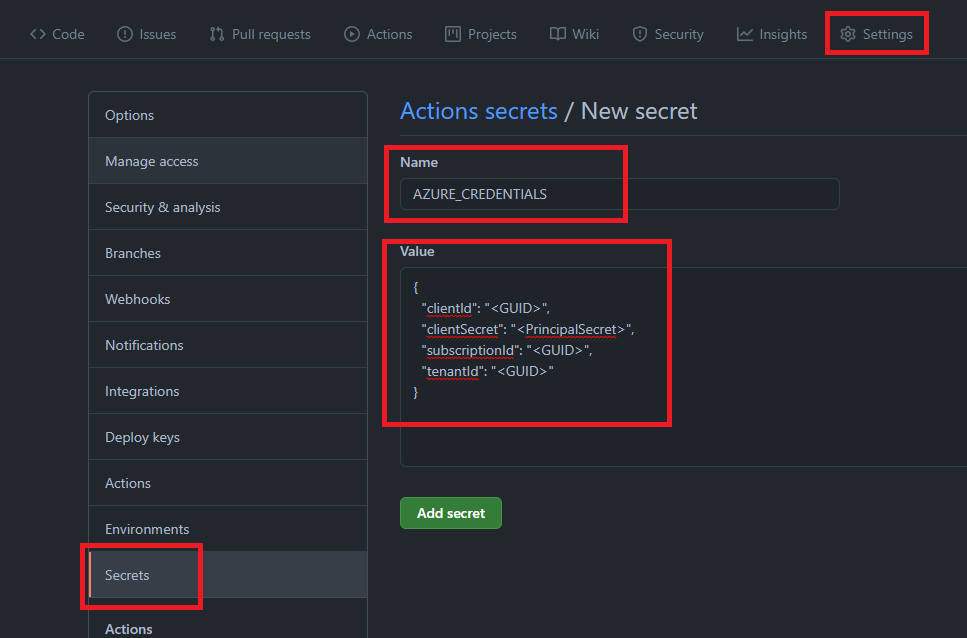 Code Issues Pull requests Actions Projects Wiki Security Insights Settings
Options
Manage access
Security & analysis
Branches
Webhooks
Notifications
Integrations
Deploy keys
Actions
Environments
Secrets
Actions
Actions secrets / New secret
Name
AZURE_CREDENTIALS
Value
{
"clientId": "<GUID>",
"clientSecret": "<PrincipalSecret>",
"subscriptionId": "<GUID>",
"tenantId": "<GUID>"
}
Add secret